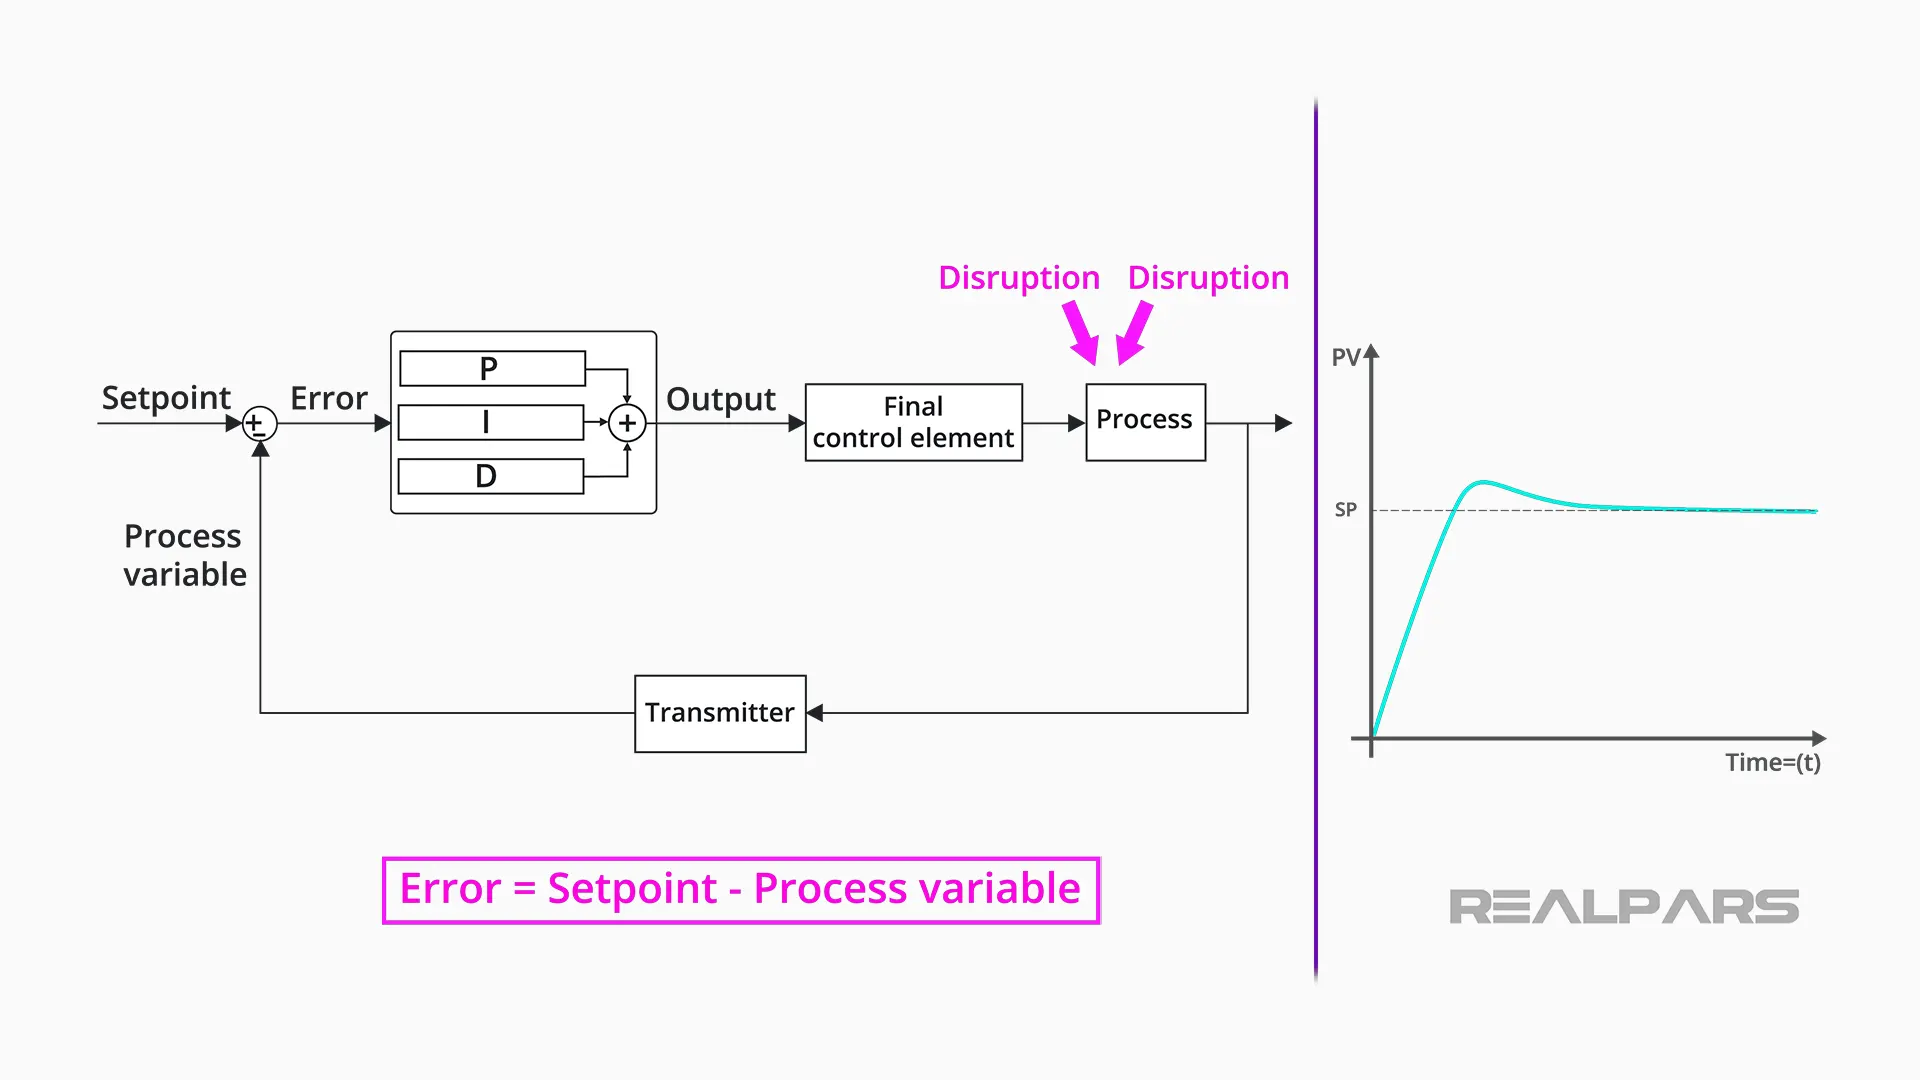 Disruption Disruption
Setpoint
Error
P
I
D
+
Output
Final
control element
Process
+
−
Process
variable
Transmitter
Error = Setpoint - Process variable
PV
SP
Time=(t)
REALPARS